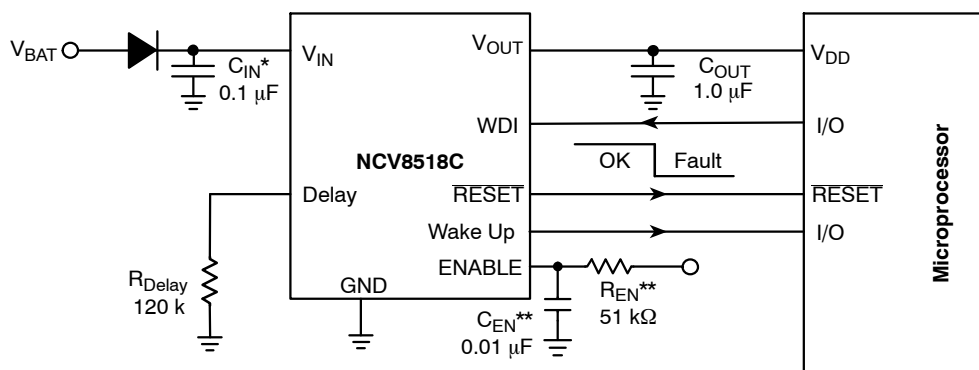 V_BAT
C_IN*
0.1 μF
V_IN
V_OUT
C_OUT
1.0 μF
V_DD
WDI
I/O
NCV8518C
OK
Fault
Delay
RESET
RESET
Microprocessor
Wake Up
I/O
ENABLE
R_Delay
120 k
GND
R_EN**
51 kΩ
C_EN**
0.01 μF